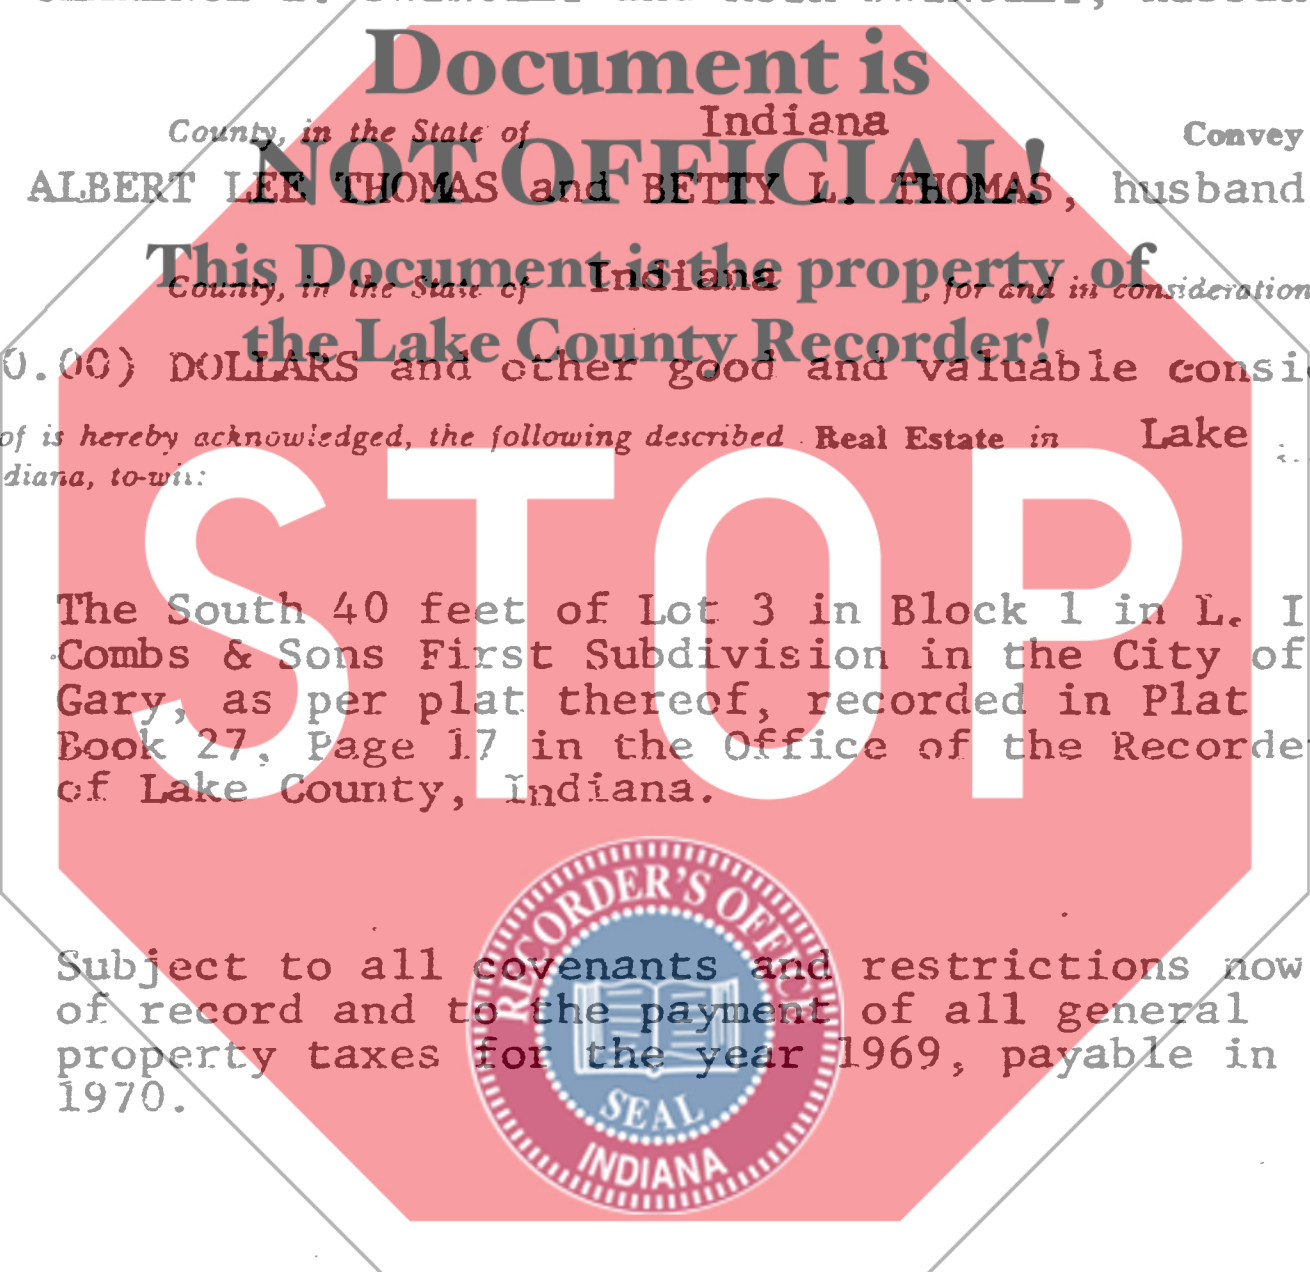 Document is
County, in the State of Indiana Convey
NOT OFFICIAL!
ALBERT LEE THOMAS and BETTY L. THOMAS, husband
This Document is the property of
County, in the State of Indiana , for and in consideration
the Lake County Recorder!
0.00) DOLLARS and other good and valuable consi
of is hereby acknowledged, the following described Real Estate in Lake
diana, to-wit:
STOP
The South 40 feet of Lot 3 in Block 1 in L. I
Combs & Sons First Subdivision in the City of
Gary, as per plat thereof, recorded in Plat
Book 27, Page 17 in the Office of the Recorder
of Lake County, Indiana.
RECORDER'S OFFICE
Subject to all covenants and restrictions now
of record and to the payment of all general
property taxes for the year 1969, payable in
1970.
SEAL
INDIANA